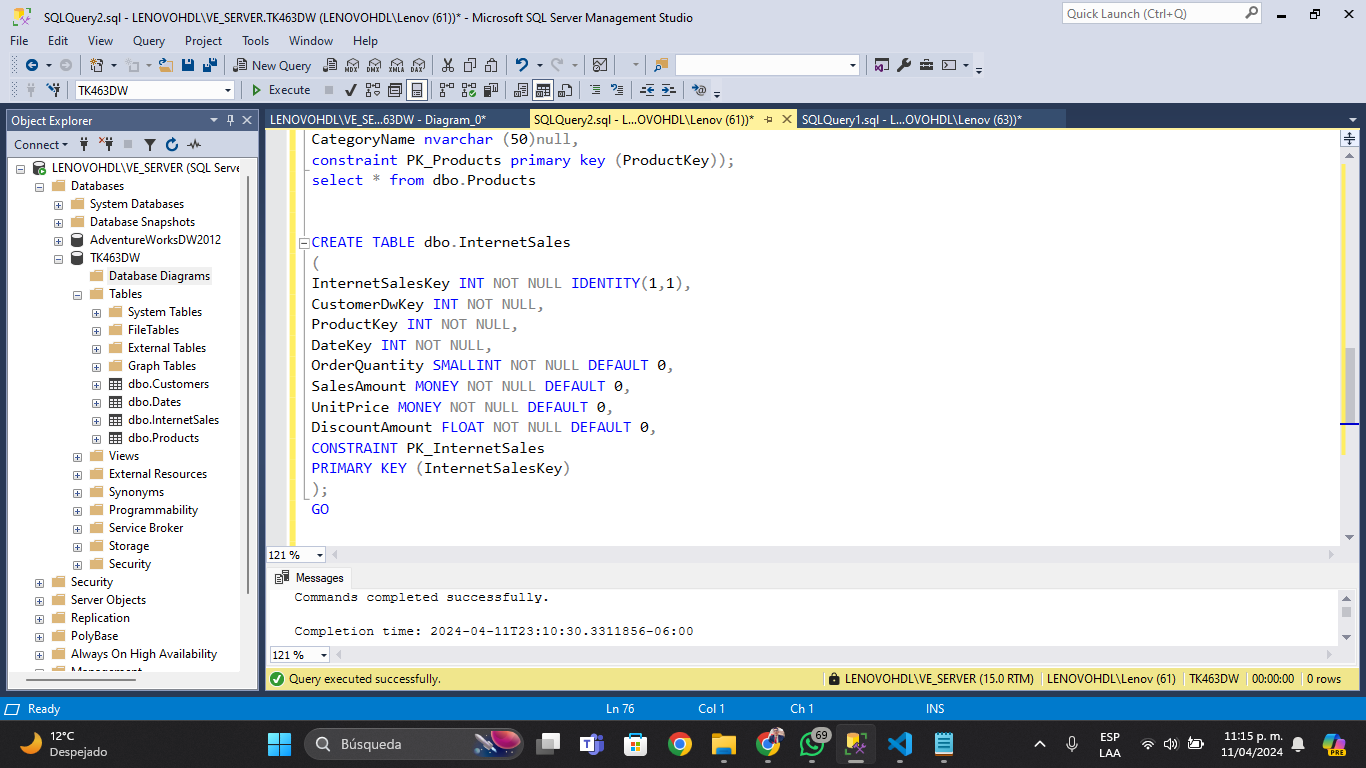 SQLQuery2.sql - LENOVOHDL\VE_SERVER.TK463DW (LENOVOHDL\Lenov (61))* - Microsoft SQL Server Management Studio
Quick Launch (Ctrl+Q)
File Edit View Query Project Tools Window Help
New Query MDX DMX XMLA DAX
TK463DW Execute
Object Explorer
Connect
LENOVOHDL\VE_SERVER (SQL Serve
Databases
System Databases
Database Snapshots
AdventureWorksDW2012
TK463DW
Database Diagrams
Tables
System Tables
FileTables
External Tables
Graph Tables
dbo.Customers
dbo.Dates
dbo.InternetSales
dbo.Products
Views
External Resources
Synonyms
Programmability
Service Broker
Storage
Security
Security
Server Objects
Replication
PolyBase
Always On High Availability
Management
LENOVOHDL\VE_SE...63DW - Diagram_0* SQLQuery2.sql - L...OVOHDL\Lenov (61))* SQLQuery1.sql - L...OVOHDL\Lenov (63))*
CategoryName nvarchar (50)null,
constraint PK_Products primary key (ProductKey));
select * from dbo.Products
CREATE TABLE dbo.InternetSales
(
InternetSalesKey INT NOT NULL IDENTITY(1,1),
CustomerDwKey INT NOT NULL,
ProductKey INT NOT NULL,
DateKey INT NOT NULL,
OrderQuantity SMALLINT NOT NULL DEFAULT 0,
SalesAmount MONEY NOT NULL DEFAULT 0,
UnitPrice MONEY NOT NULL DEFAULT 0,
DiscountAmount FLOAT NOT NULL DEFAULT 0,
CONSTRAINT PK_InternetSales
PRIMARY KEY (InternetSalesKey)
);
GO
121 %
Messages
Commands completed successfully.
Completion time: 2024-04-11T23:10:30.3311856-06:00
121 %
Query executed successfully. LENOVOHDL\VE_SERVER (15.0 RTM) LENOVOHDL\Lenov (61) TK463DW 00:00:00 0 rows
Ready Ln 76 Col 1 Ch 1 INS
12°C
Despejado
Búsqueda
69
ESP
LAA
11:15 p. m.
11/04/2024
PRE